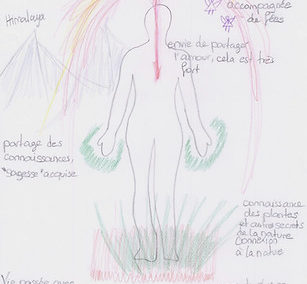 accompagnée
de fées
Himalaya
envie de partager
l'amour, cela est très
fort
partage des
connaissances,
"sagesse" acquise
connaissance
des plantes
et autres secrets
de la nature
connexion
à la nature
Vie passée avec